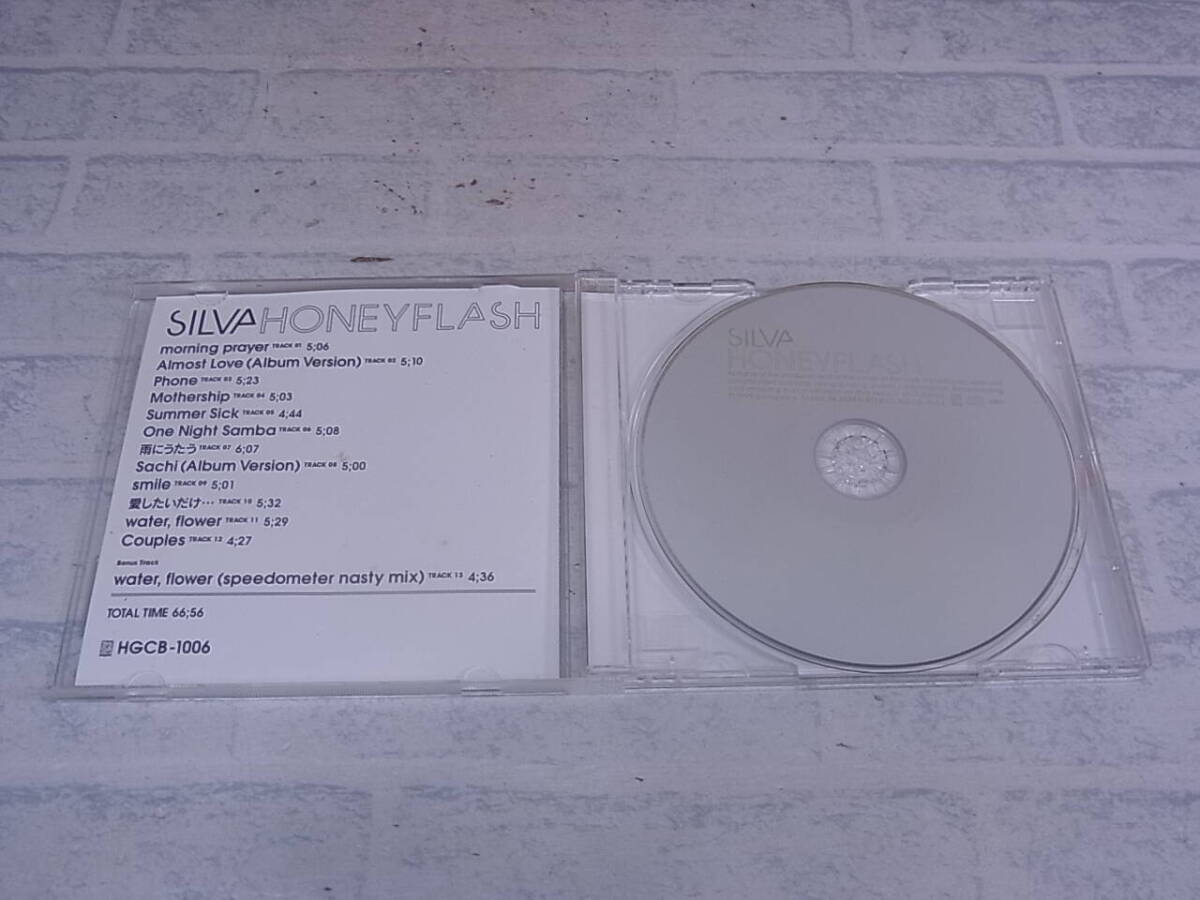 SILVA HONEYFLASH
morning prayer TRACK 01 5;06
Almost Love (Album Version) TRACK 02 5;10
Phone TRACK 03 5;23
Mothership TRACK 04 5;03
Summer Sick TRACK 05 4;44
One Night Samba TRACK 06 5;08
雨にうたう TRACK 07 6;07
Sachi (Album Version) TRACK 08 5;00
smile TRACK 09 5;01
愛したいだけ… TRACK 10 5;32
water, flower TRACK 11 5;29
Couples TRACK 12 4;27
Bonus Track
water, flower (speedometer nasty mix) TRACK 13 4;36
TOTAL TIME 66;56
HGCB-1006
SILVA
HONEYFLASH